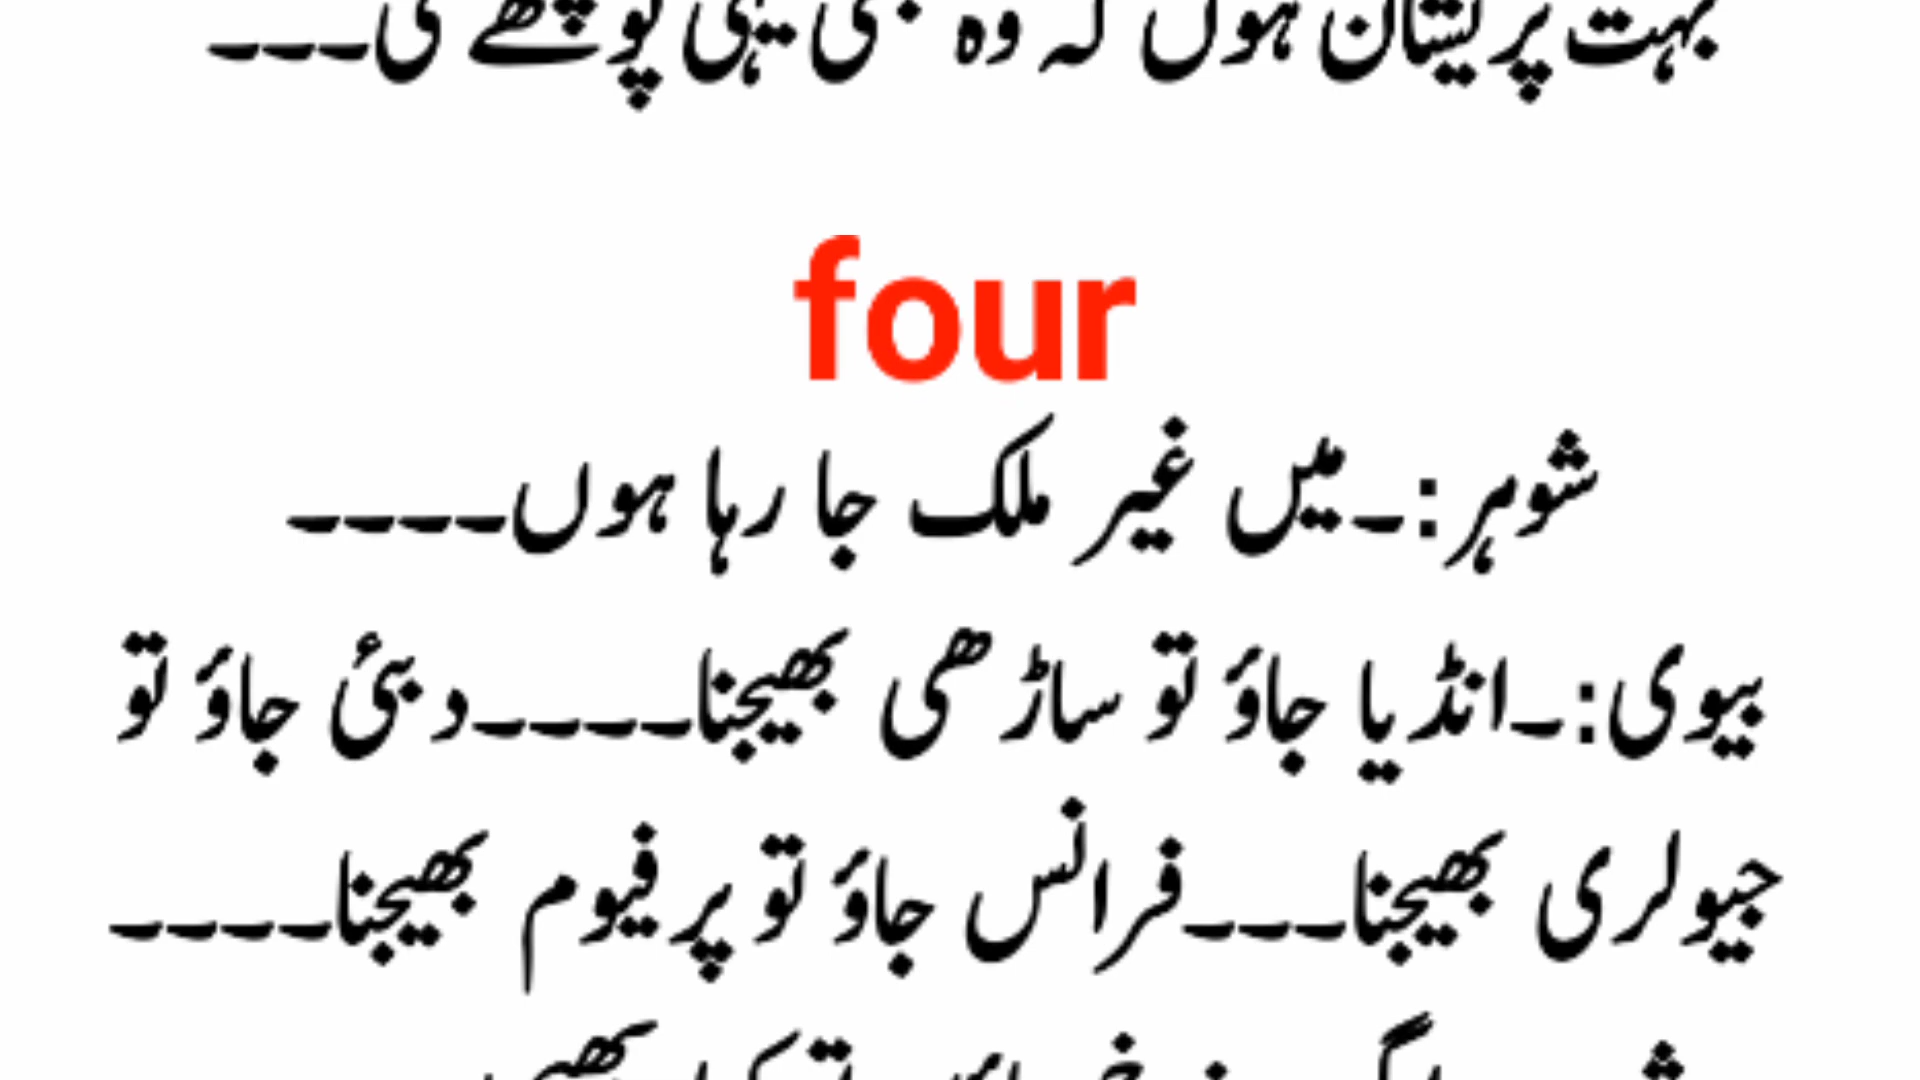 بہت پریشان ہوں کہ وہ بھی یہی پوچھے گی۔۔۔
four
شوہر:۔میں غیر ملک جا رہا ہوں۔۔۔۔
بیوی:۔انڈیا جاؤ تو ساڑھی بھیجنا۔۔۔۔دبئی جاؤ تو
جیولری بھیجنا۔۔۔فرانس جاؤ تو پرفیوم بھیجنا۔۔۔۔